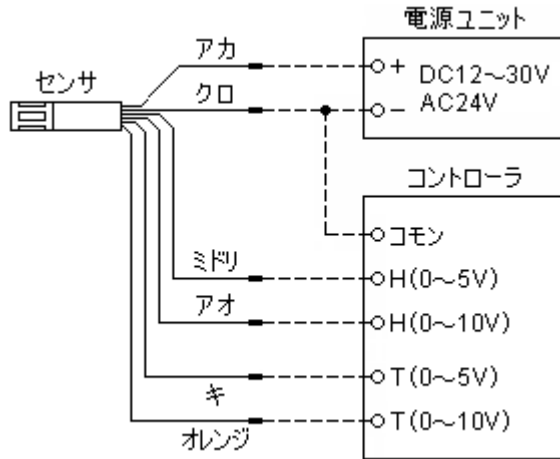 電源ユニット
アカ
+ DC12～30V
センサ
クロ
- AC24V
コントローラ
コモン
ミドリ
H(0～5V)
アオ
H(0～10V)
T(0～5V)
キ
T(0～10V)
オレンジ